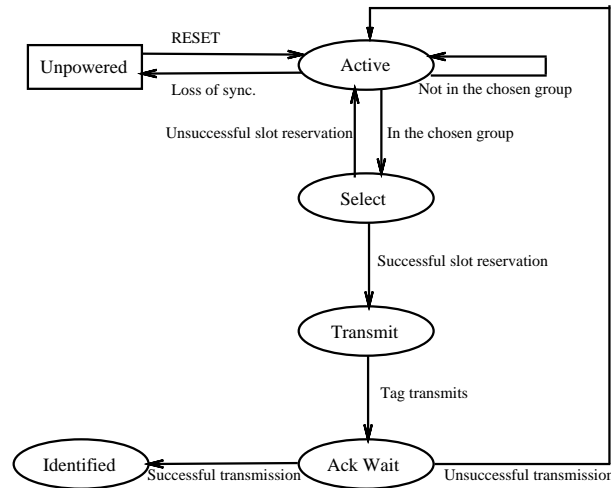 RESET
Unpowered
Active
Loss of sync.
Not in the chosen group
Unsuccessful slot reservation
In the chosen group
Select
Successful slot reservation
Transmit
Tag transmits
Identified
Successful transmission
Ack Wait
Unsuccessful transmission